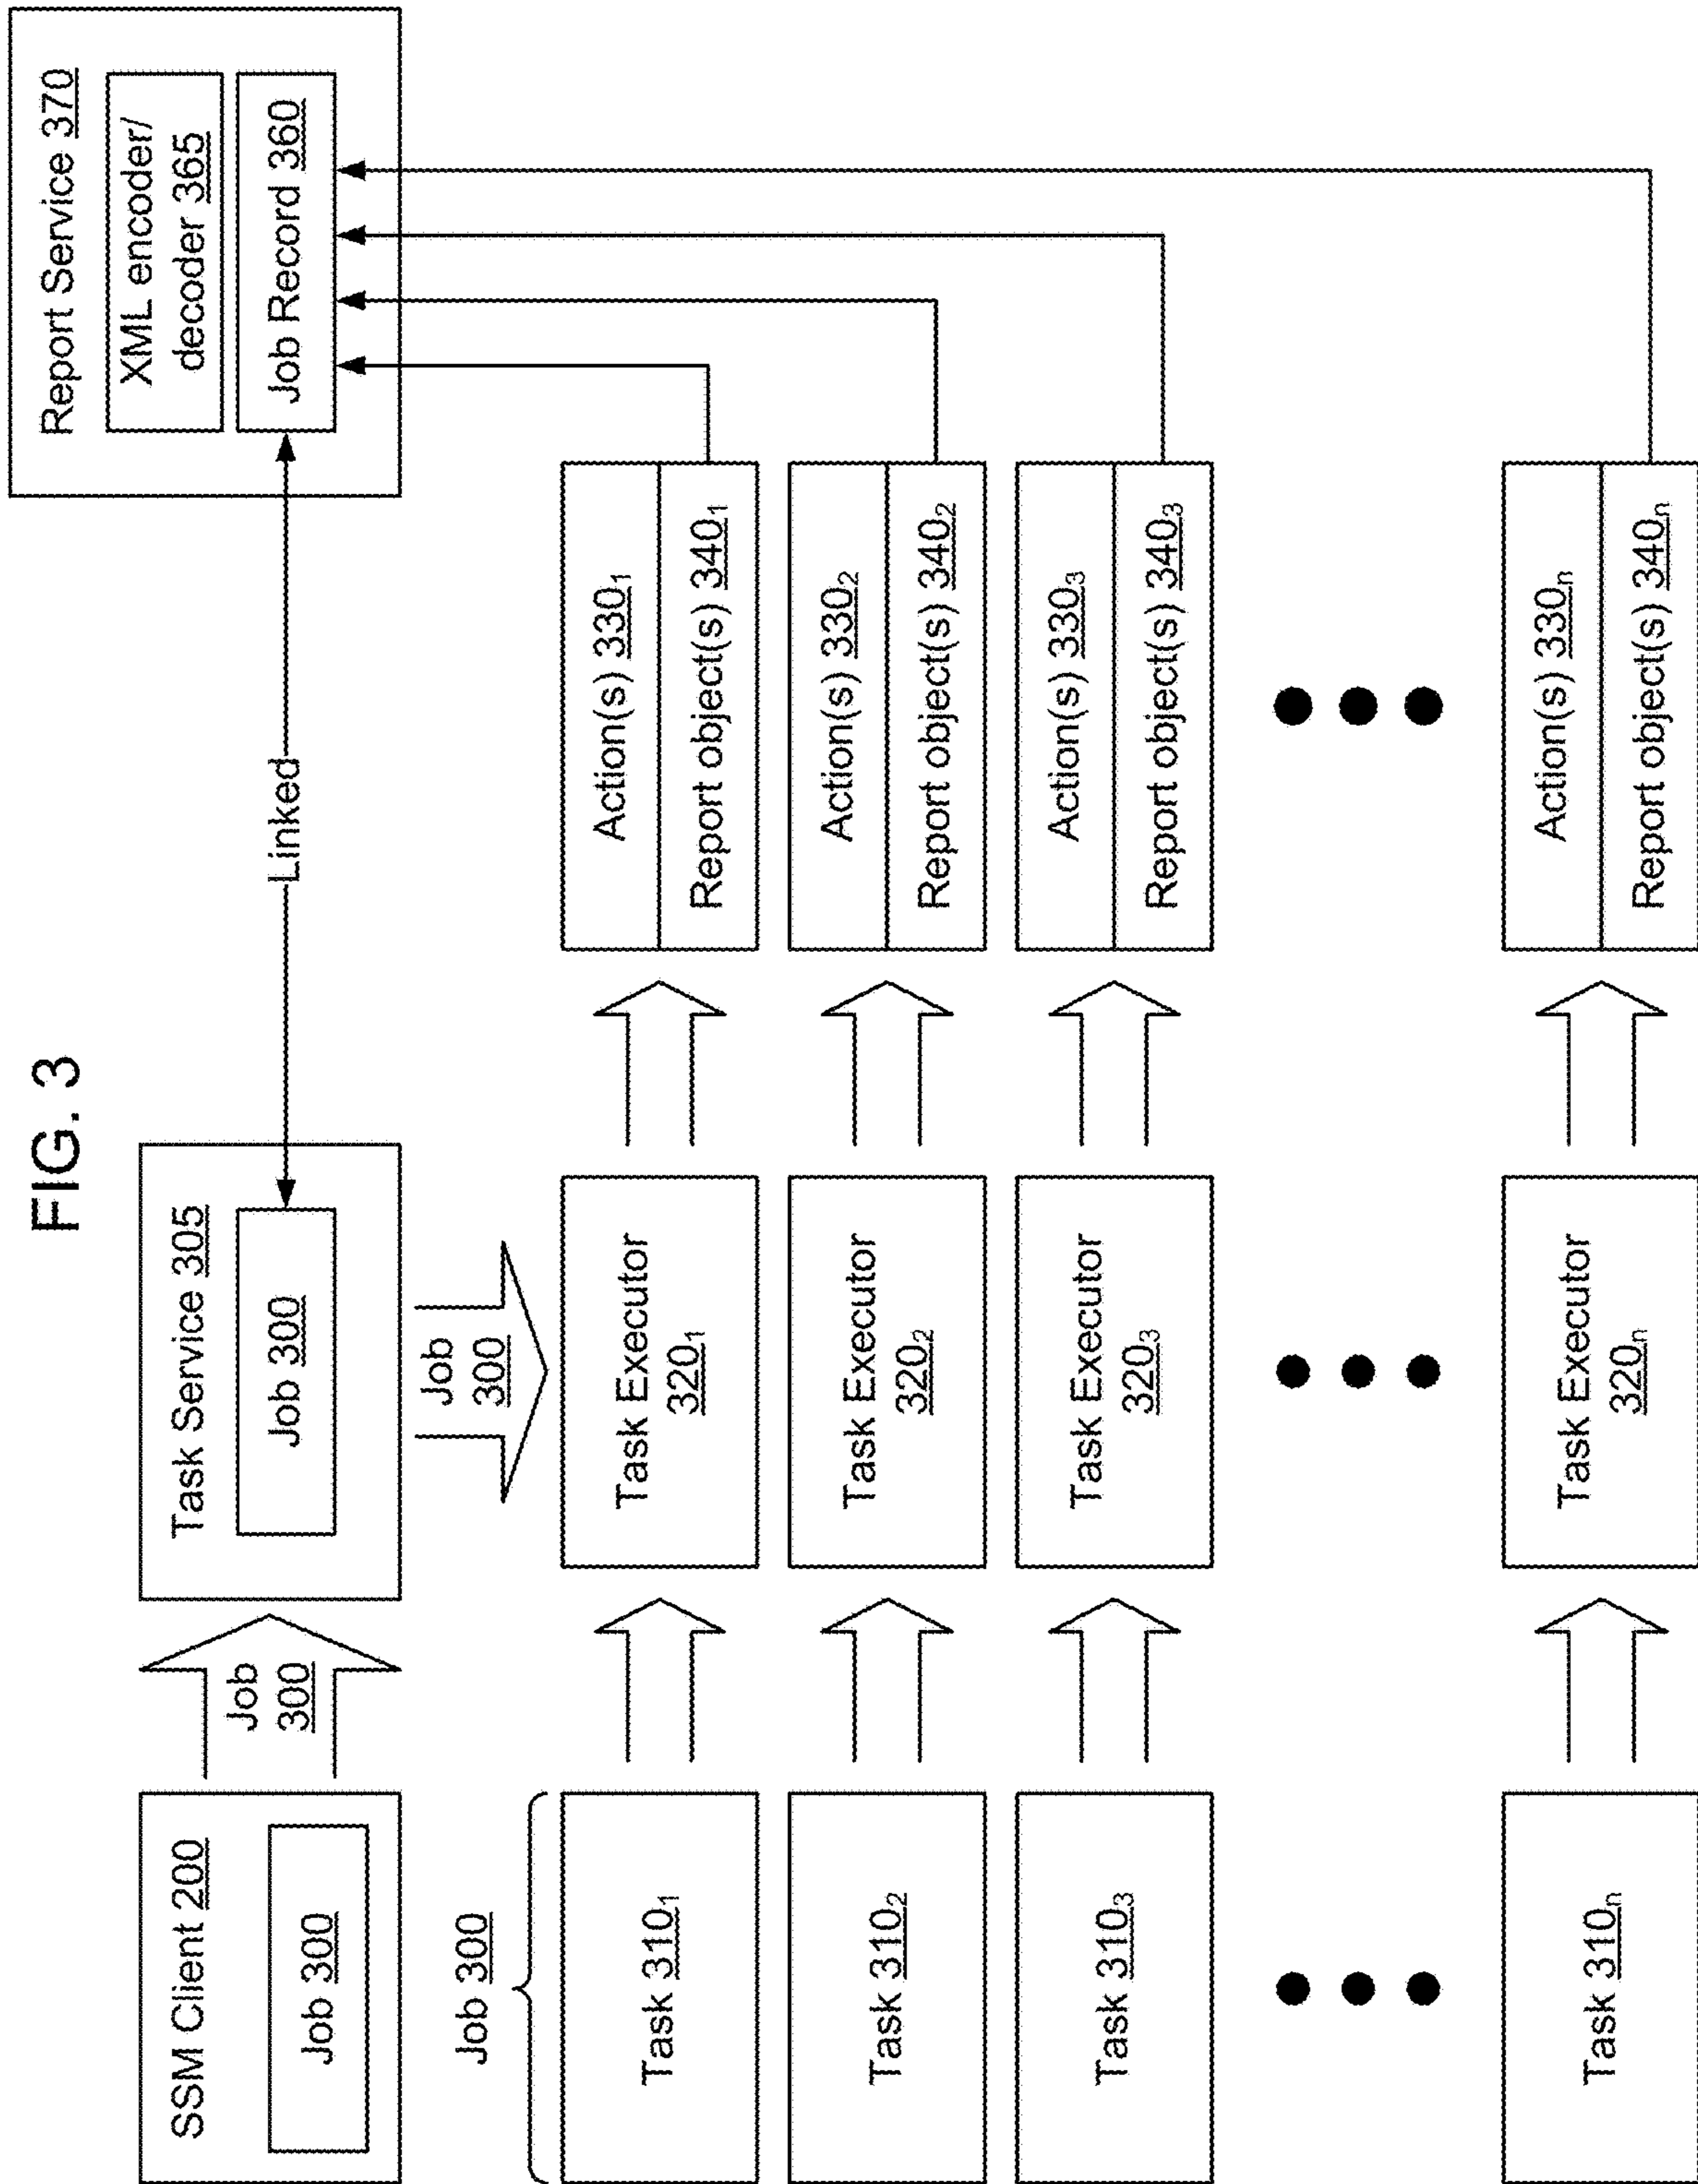 FIG. 3
SSM Client 200
Job 300
Job
300
Task Service 305
Job 300
Linked
Report Service 370
XML encoder/
decoder 365
Job Record 360
Job 300
Job
300
Task 310₁
Task Executor
320₁
Action(s) 330₁
Report object(s) 340₁
Task 310₂
Task Executor
320₂
Action(s) 330₂
Report object(s) 340₂
Task 310₃
Task Executor
320₃
Action(s) 330₃
Report object(s) 340₃
Task 310ₙ
Task Executor
320ₙ
Action(s) 330ₙ
Report object(s) 340ₙ